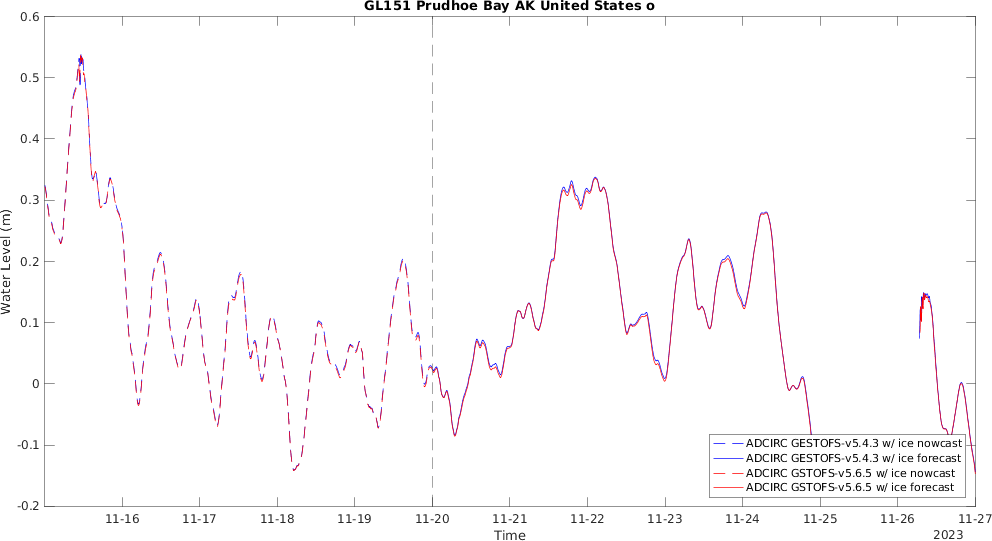 GL151 Prudhoe Bay AK United States o
0.6
0.5
0.4
0.3
0.2
0.1
0
-0.1
-0.2
Water Level (m)
ADCIRC GESTOFS-v5.4.3 w/ ice nowcast
ADCIRC GESTOFS-v5.4.3 w/ ice forecast
ADCIRC GSTOFS-v5.6.5 w/ ice nowcast
ADCIRC GSTOFS-v5.6.5 w/ ice forecast
11-16 11-17 11-18 11-19 11-20 11-21 11-22 11-23 11-24 11-25 11-26 11-27
Time
2023